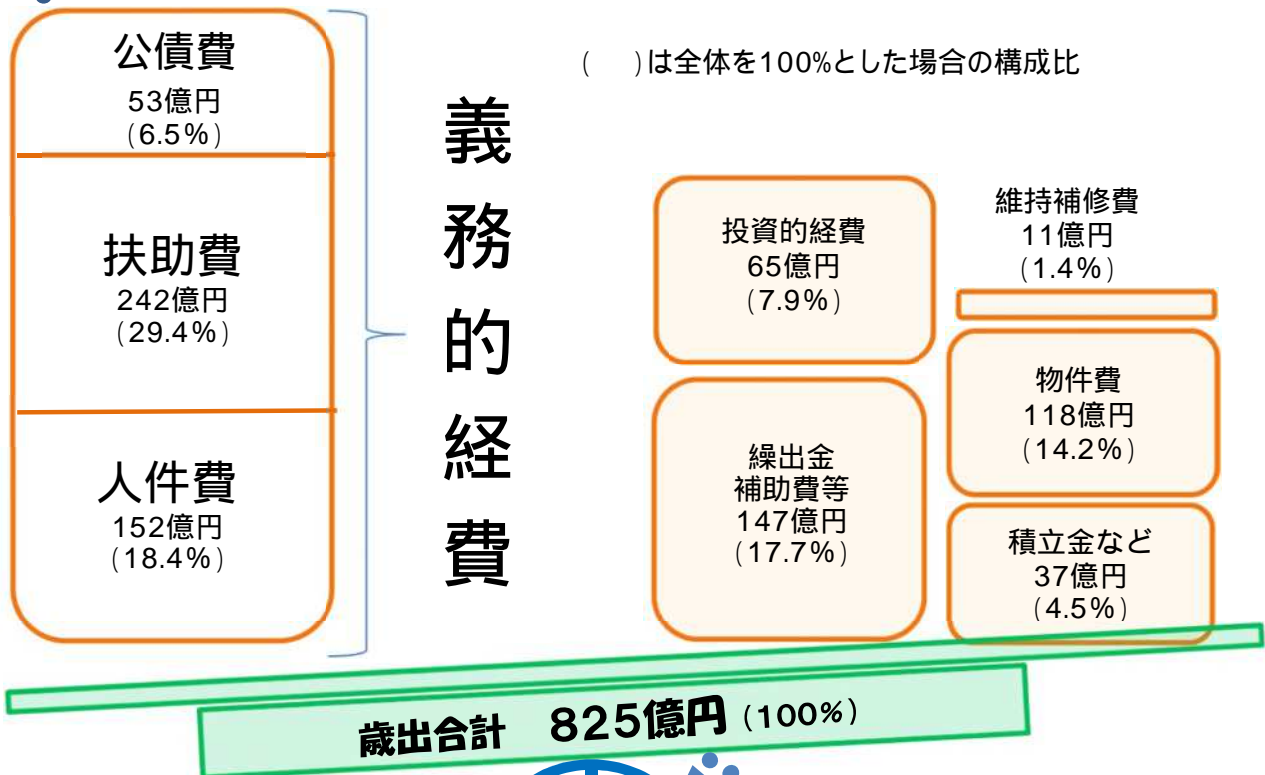 公債費
53億円
(6.5%)
扶助費
242億円
(29.4%)
人件費
152億円
(18.4%)
義務的経費
(　)は全体を100%とした場合の構成比
投資的経費
65億円
(7.9%)
繰出金
補助費等
147億円
(17.7%)
維持補修費
11億円
(1.4%)
物件費
118億円
(14.2%)
積立金など
37億円
(4.5%)
歳出合計　825億円(100%)